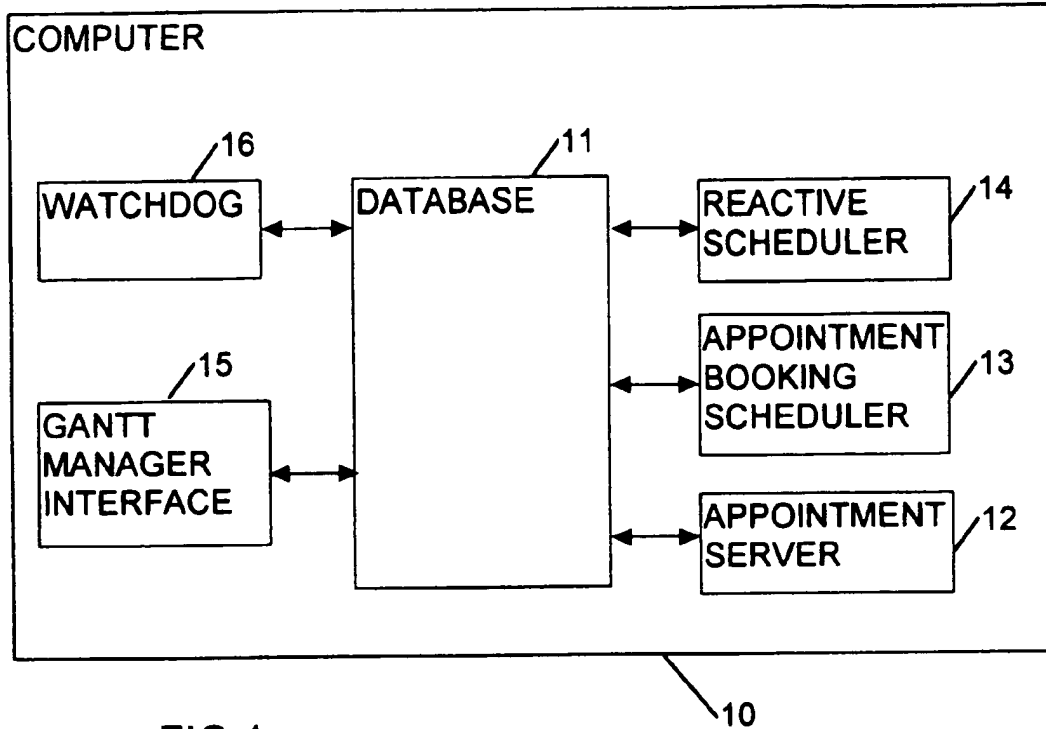 COMPUTER
16
11
WATCHDOG
DATABASE
REACTIVE
SCHEDULER
14
APPOINTMENT
BOOKING
SCHEDULER
13
15
GANTT
MANAGER
INTERFACE
APPOINTMENT
SERVER
12
10